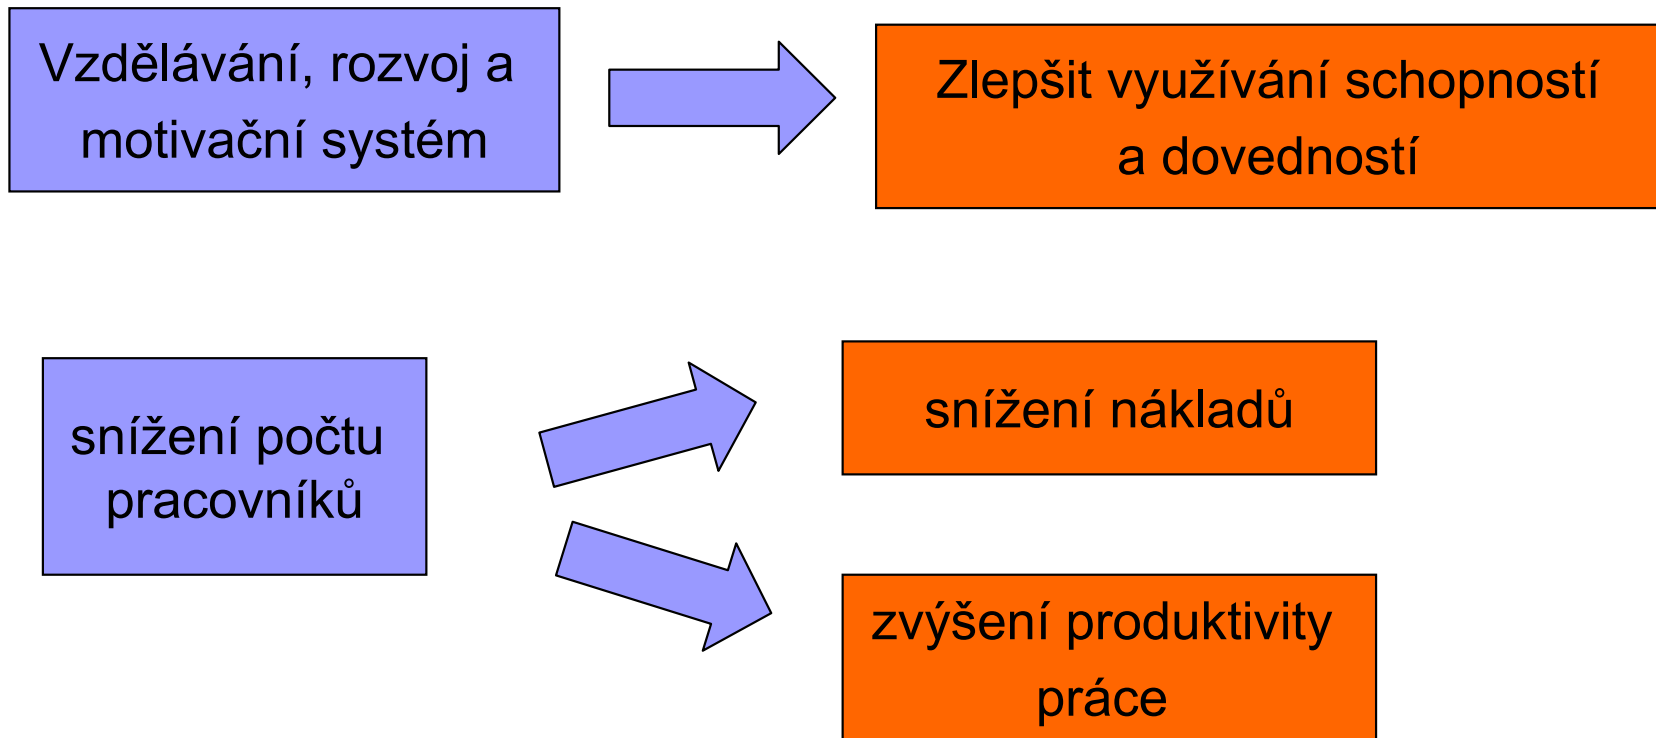 Vzdělávání, rozvoj a
motivační systém
Zlepšit využívání schopností
a dovedností
snížení počtu
pracovníků
snížení nákladů
zvýšení produktivity
práce